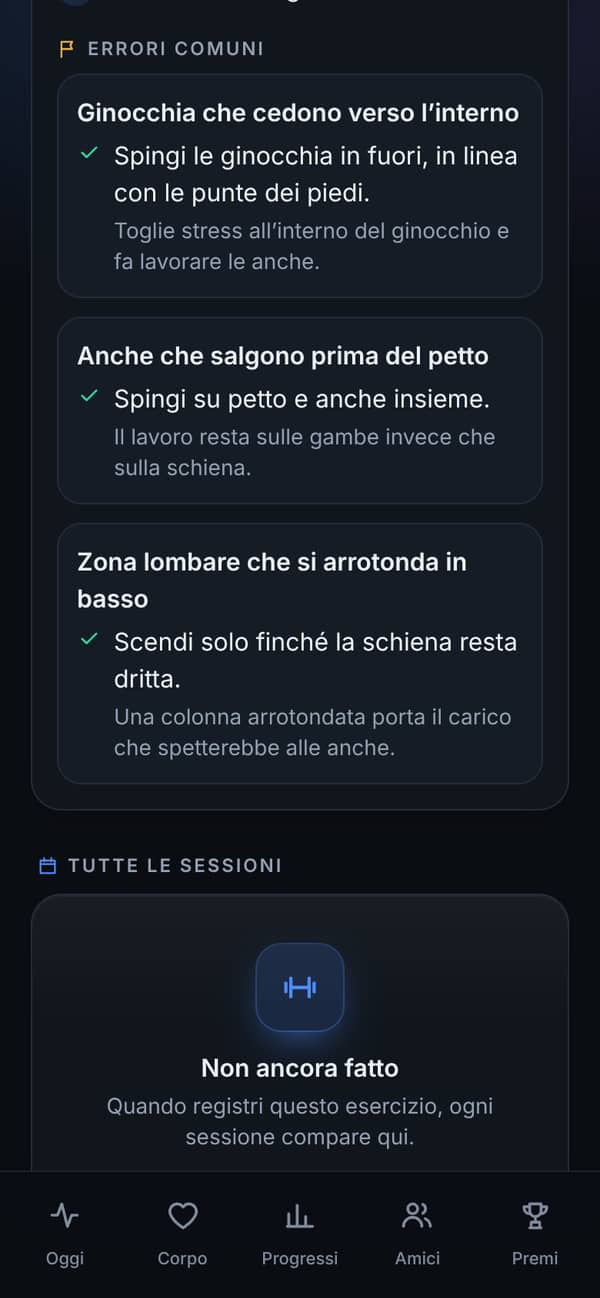 ERRORI COMUNI
Ginocchia che cedono verso l’interno
Spingi le ginocchia in fuori, in linea
con le punte dei piedi.
Toglie stress all’interno del ginocchio e
fa lavorare le anche.
Anche che salgono prima del petto
Spingi su petto e anche insieme.
Il lavoro resta sulle gambe invece che
sulla schiena.
Zona lombare che si arrotonda in
basso
Scendi solo finché la schiena resta
dritta.
Una colonna arrotondata porta il carico
che spetterebbe alle anche.
TUTTE LE SESSIONI
Non ancora fatto
Quando registri questo esercizio, ogni
sessione compare qui.
Oggi
Corpo
Progressi
Amici
Premi